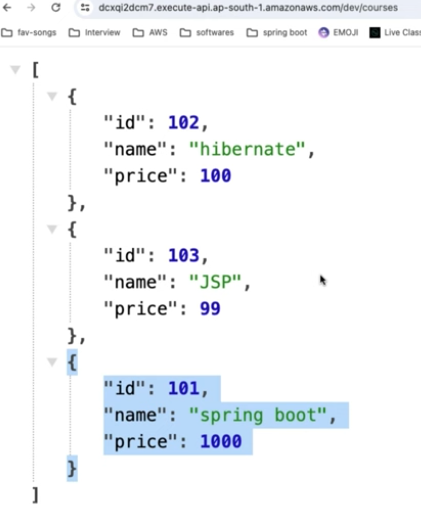 dcxqi2dcm7.execute-api.ap-south-1.amazonaws.com/dev/courses
fav-songs Interview AWS softwares spring boot EMOJI Live Class
[
{
"id": 102,
"name": "hibernate",
"price": 100
},
{
"id": 103,
"name": "JSP",
"price": 99
},
{
"id": 101,
"name": "spring boot",
"price": 1000
}
]